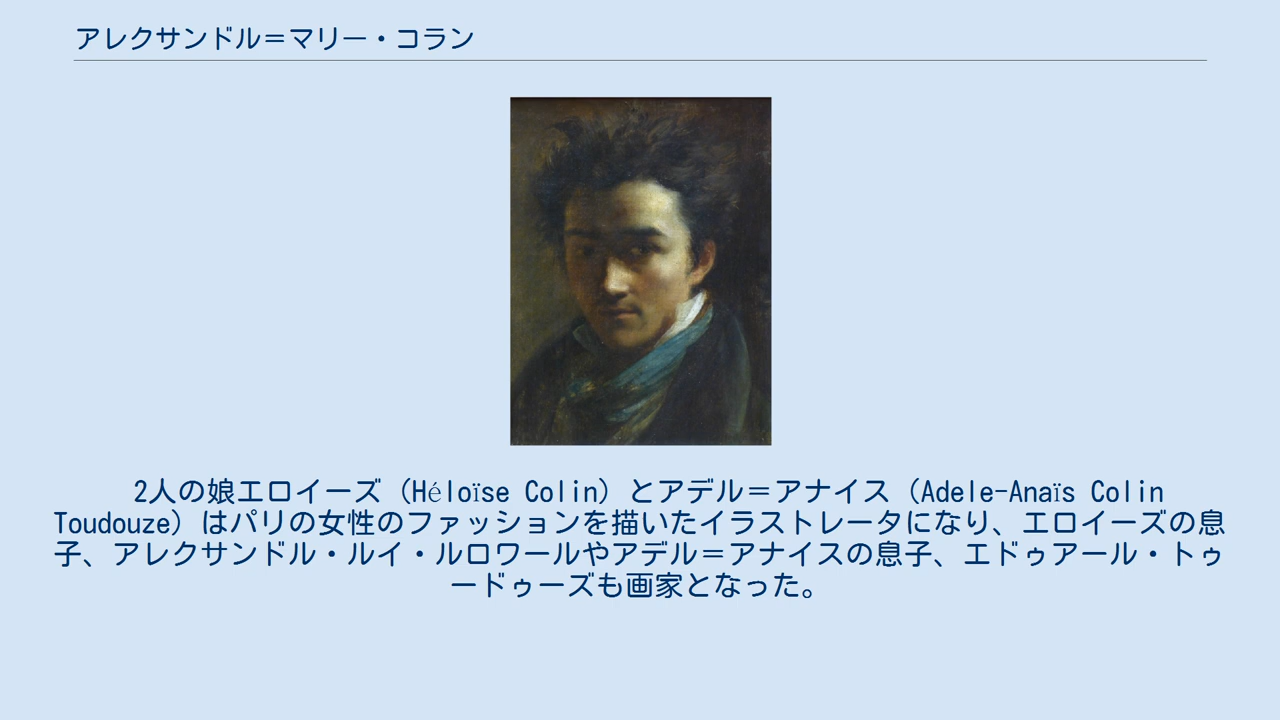 アレクサンドル＝マリー・コラン
2人の娘エロイーズ（Héloïse Colin）とアデル＝アナイス（Adele-Anaïs Colin
Toudouze）はパリの女性のファッションを描いたイラストレータになり、エロイーズの息
子、アレクサンドル・ルイ・ルロワールやアデル＝アナイスの息子、エドゥアール・トゥ
ードゥーズも画家となった。